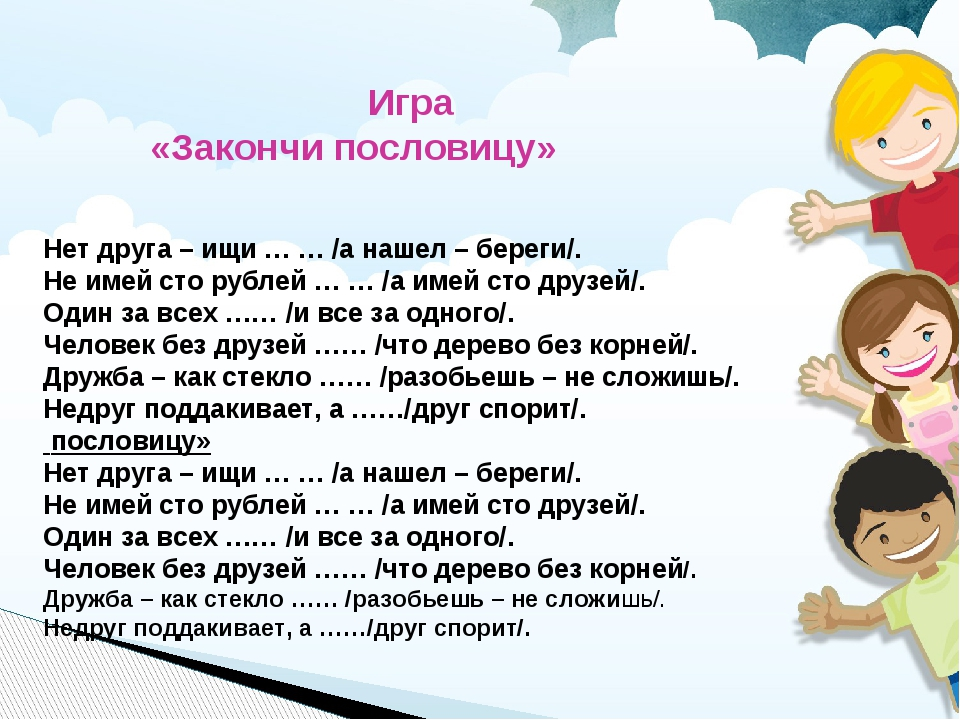 Игра
«Закончи пословицу»
Нет друга – ищи … … /а нашел – береги/.
Не имей сто рублей … … /а имей сто друзей/.
Один за всех …… /и все за одного/.
Человек без друзей …… /что дерево без корней/.
Дружба – как стекло …… /разобьешь – не сложишь/.
Недруг поддакивает, а ……/друг спорит/.
пословицу»
Нет друга – ищи … … /а нашел – береги/.
Не имей сто рублей … … /а имей сто друзей/.
Один за всех …… /и все за одного/.
Человек без друзей …… /что дерево без корней/.
Дружба – как стекло …… /разобьешь – не сложишь/.
Недруг поддакивает, а ……/друг спорит/.